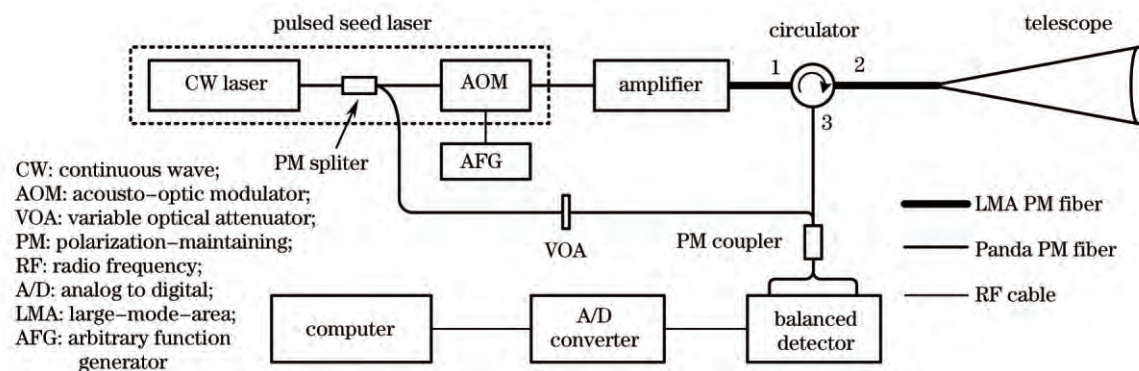 pulsed seed laser
circulator
telescope
CW laser
AOM
amplifier
1
2
3
PM spliter
AFG
CW: continuous wave;
AOM: acousto-optic modulator;
VOA: variable optical attenuator;
PM: polarization-maintaining;
RF: radio frequency;
A/D: analog to digital;
LMA: large-mode-area;
AFG: arbitrary function
generator
VOA
PM coupler
LMA PM fiber
Panda PM fiber
RF cable
computer
A/D
converter
balanced
detector